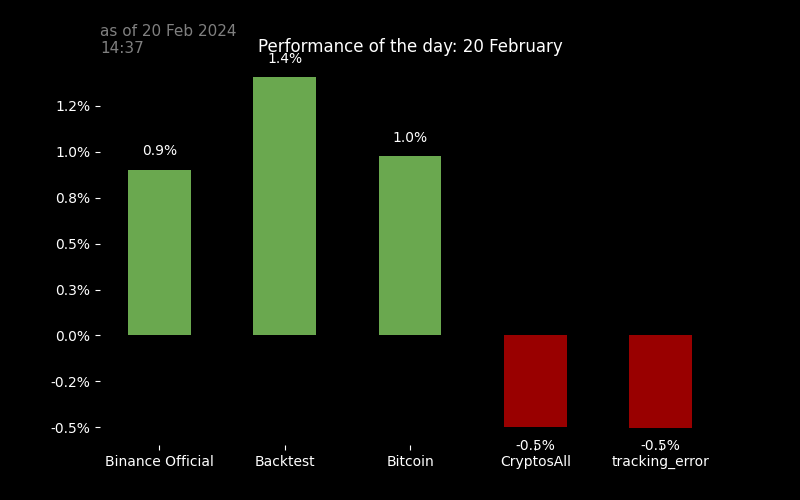 as of 20 Feb 2024
14:37
Performance of the day: 20 February
1.4%
1.2%
1.0%
0.9%
1.0%
0.8%
0.5%
0.3%
0.0%
-0.2%
-0.5%
-0.5%
-0.5%
Binance Official
Backtest
Bitcoin
CryptosAll
tracking_error